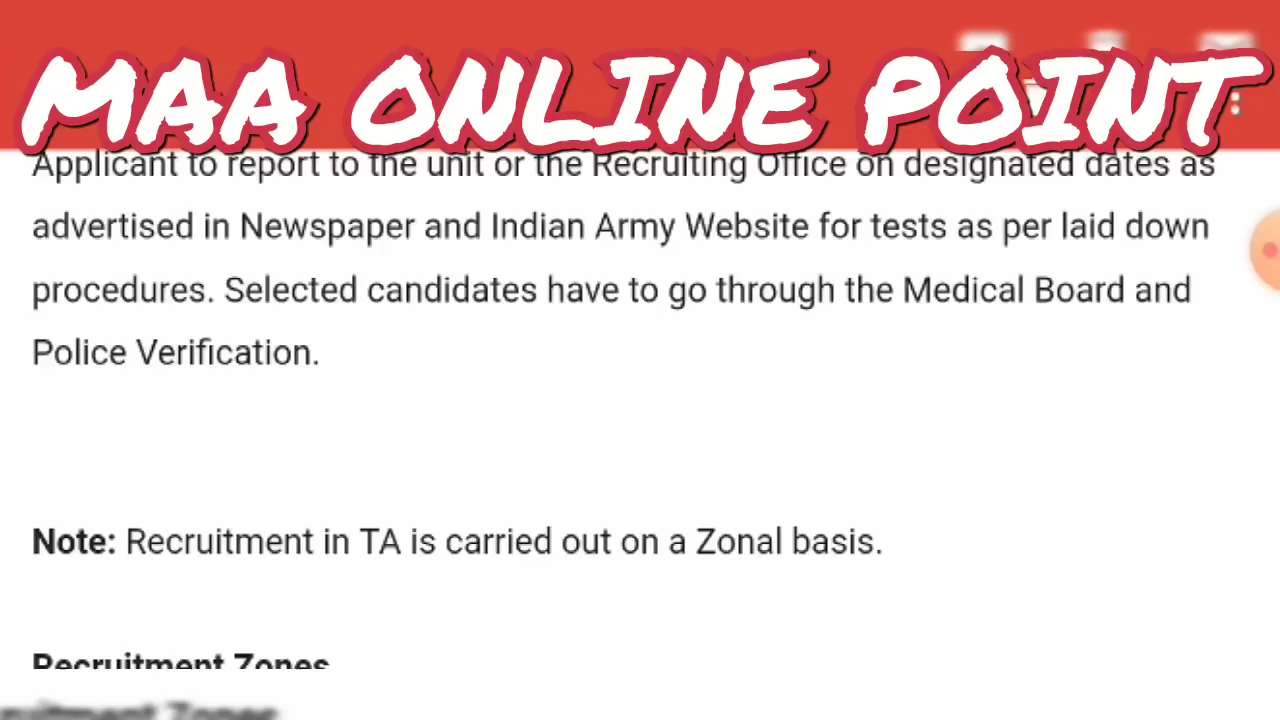 MAA ONLINE POINT
Applicant to report to the unit or the Recruiting Office on designated dates as
advertised in Newspaper and Indian Army Website for tests as per laid down
procedures. Selected candidates have to go through the Medical Board and
Police Verification.
Note: Recruitment in TA is carried out on a Zonal basis.
Recruitment Zones
ruitment Zones